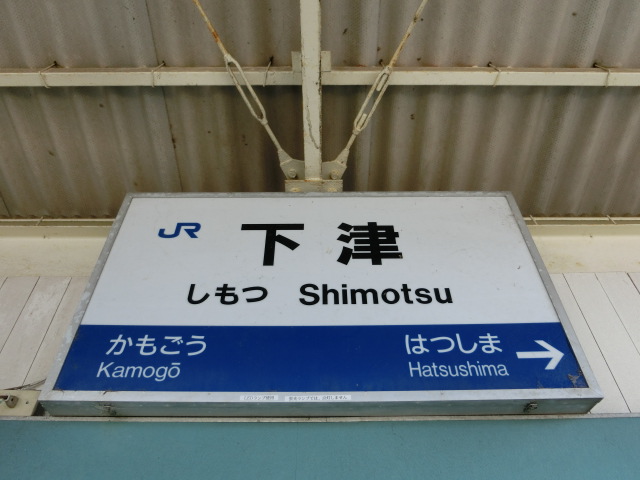 JR 下津
しもつ Shimotsu
かもごう はつしま →
Kamogō Hatsushima